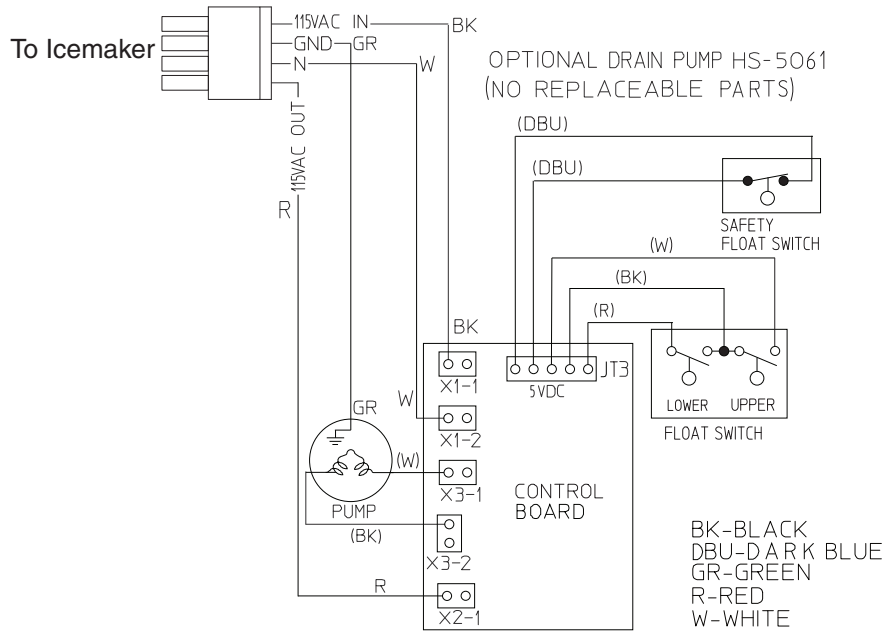 115VAC IN
BK
To Icemaker
GND
GR
N
W
OPTIONAL DRAIN PUMP HS-5061
(NO REPLACEABLE PARTS)
115VAC OUT
R
(DBU)
(DBU)
SAFETY
FLOAT SWITCH
(W)
(BK)
(R)
BK
JT3
5VDC
X1-1
LOWER
UPPER
FLOAT SWITCH
W
GR
X1-2
(W)
X3-1
PUMP
(BK)
CONTROL
BOARD
X3-2
R
X2-1
BK-BLACK
DBU-DARK BLUE
GR-GREEN
R-RED
W-WHITE